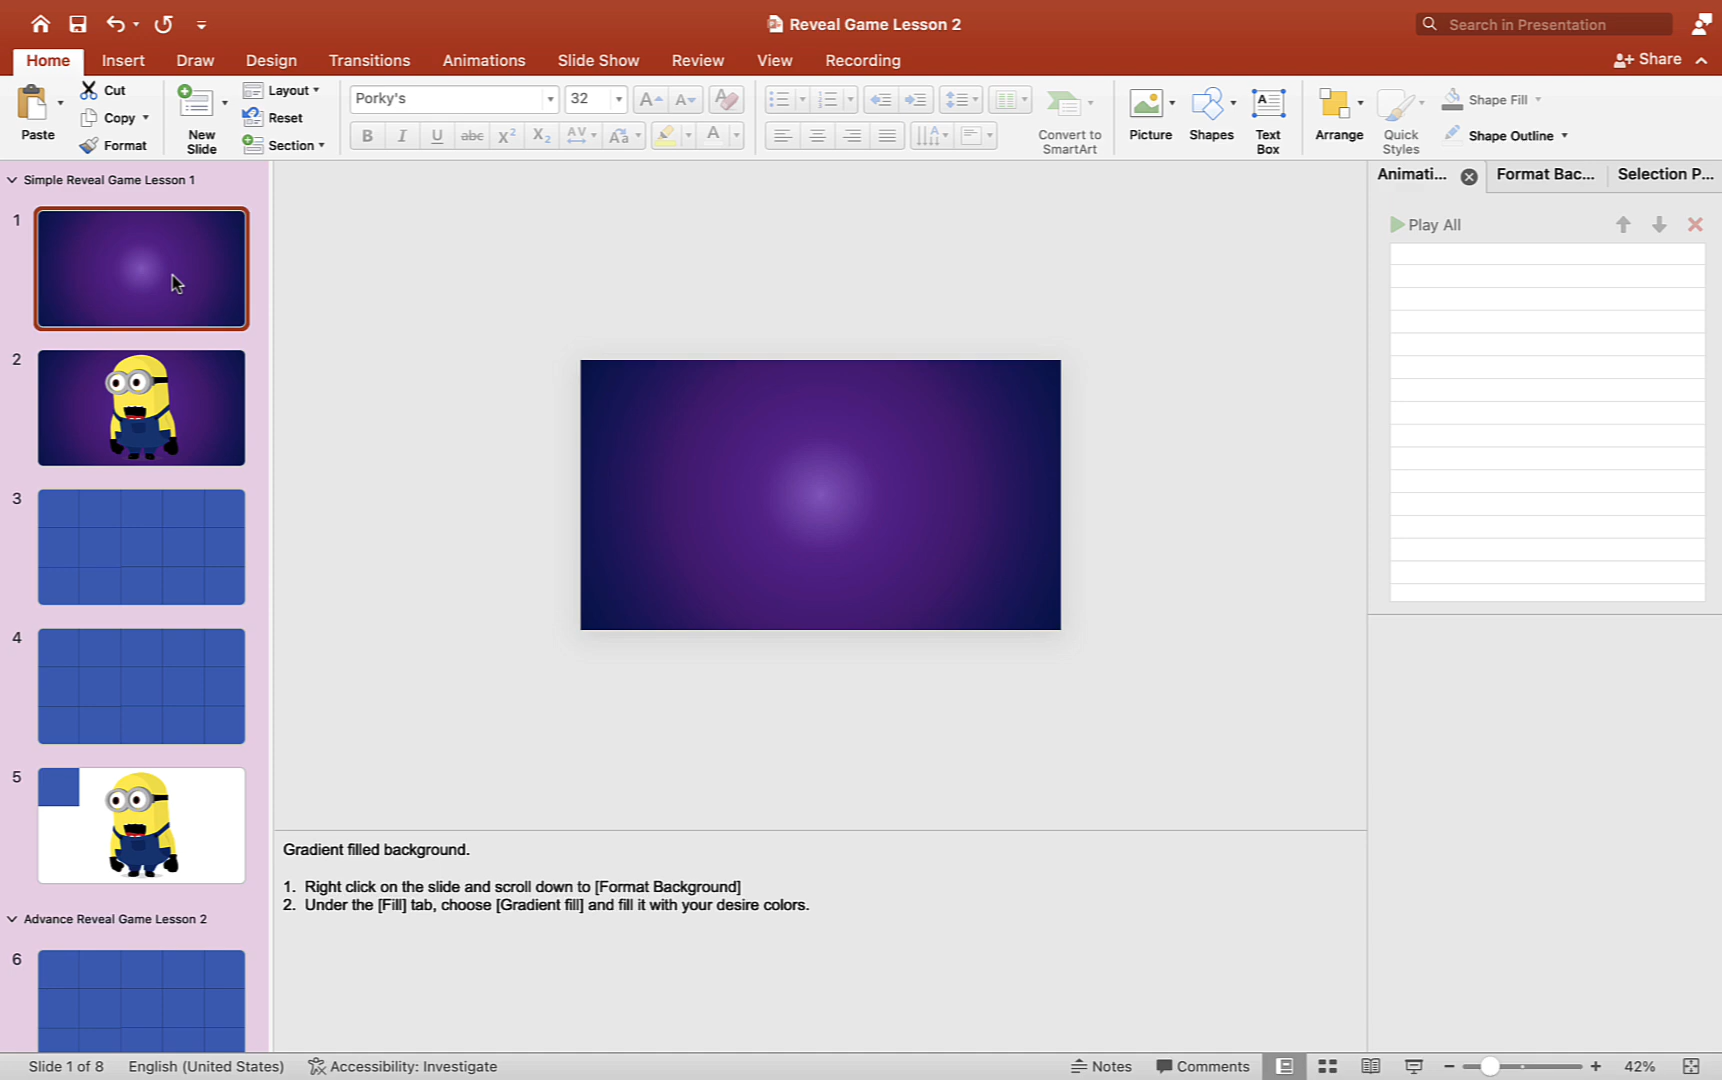 Reveal Game Lesson 2
Search in Presentation
Home Insert Draw Design Transitions Animations Slide Show Review View Recording Share
Paste
Cut
Copy
Format
New Slide
Layout
Reset
Section
Porky's 32
B I U abc X² X₂ AV Aa A
Convert to SmartArt
Picture
Shapes
Text Box
Arrange
Quick Styles
Shape Fill
Shape Outline
Simple Reveal Game Lesson 1
1
2
3
4
5
Advance Reveal Game Lesson 2
6
Animati... Format Bac... Selection P...
Play All
Gradient filled background.
1. Right click on the slide and scroll down to [Format Background]
2. Under the [Fill] tab, choose [Gradient fill] and fill it with your desire colors.
Slide 1 of 8 English (United States) Accessibility: Investigate Notes Comments 42%